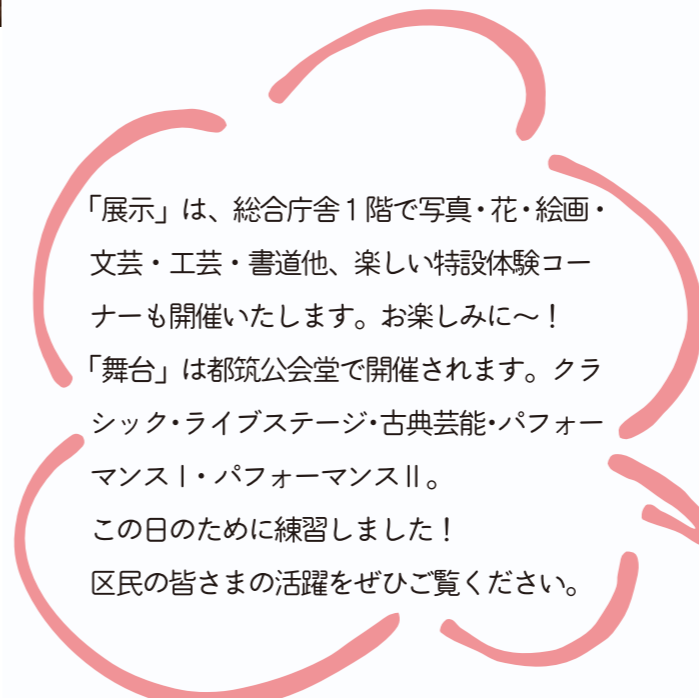 「展示」は、総合庁舎1階で写真・花・絵画・
文芸・工芸・書道他、楽しい特設体験コー
ナーも開催いたします。お楽しみに～！
「舞台」は都筑公会堂で開催されます。クラ
シック・ライブステージ・古典芸能・パフォー
マンスⅠ・パフォーマンスⅡ。
この日のために練習しました！
区民の皆さまの活躍をぜひご覧ください。